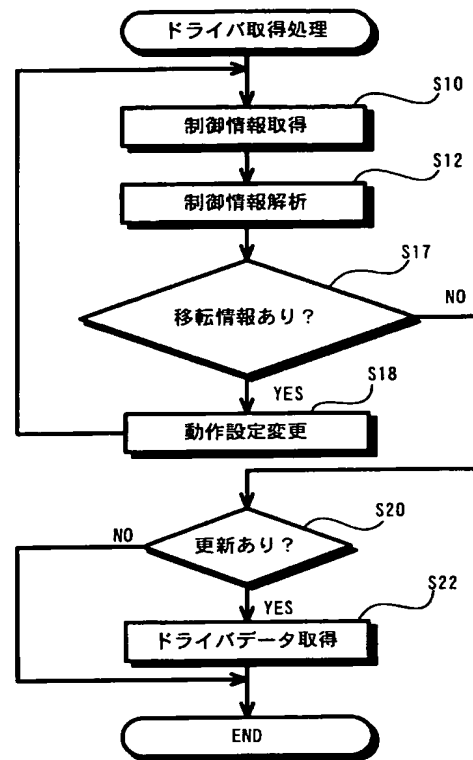 ドライバ取得処理
S10
制御情報取得
S12
制御情報解析
S17
移転情報あり？
NO
YES
S18
動作設定変更
S20
NO
更新あり？
YES
S22
ドライバデータ取得
END